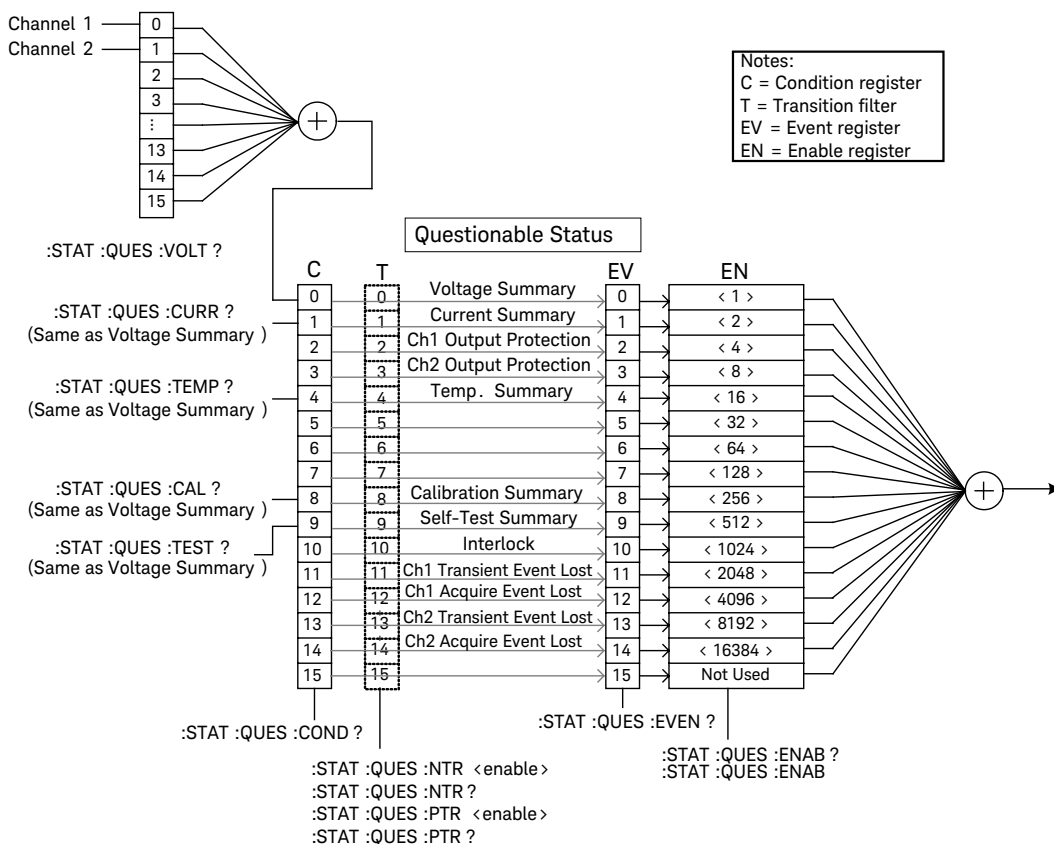 Channel 1
Channel 2
0
1
2
3
⋮
13
14
15
+
Notes:
C = Condition register
T = Transition filter
EV = Event register
EN = Enable register
:STAT :QUES :VOLT ?
Questionable Status
C T EV EN
0 0 Voltage Summary 0 < 1 >
:STAT :QUES :CURR ?
(Same as Voltage Summary )
1 1 Current Summary 1 < 2 >
2 2 Ch1 Output Protection 2 < 4 >
3 3 Ch2 Output Protection 3 < 8 >
:STAT :QUES :TEMP ?
(Same as Voltage Summary )
4 4 Temp. Summary 4 < 16 >
5 5 5 < 32 >
6 6 6 < 64 >
7 7 7 < 128 >
:STAT :QUES :CAL ?
(Same as Voltage Summary )
8 8 Calibration Summary 8 < 256 >
+
9 9 Self-Test Summary 9 < 512 >
:STAT :QUES :TEST ?
(Same as Voltage Summary )
10 10 Interlock 10 < 1024 >
11 11 Ch1 Transient Event Lost 11 < 2048 >
12 12 Ch1 Acquire Event Lost 12 < 4096 >
13 13 Ch2 Transient Event Lost 13 < 8192 >
14 14 Ch2 Acquire Event Lost 14 < 16384 >
15 15 15 Not Used
:STAT :QUES :COND ?
:STAT :QUES :EVEN ?
:STAT :QUES :ENAB ?
:STAT :QUES :ENAB
:STAT :QUES :NTR <enable>
:STAT :QUES :NTR ?
:STAT :QUES :PTR <enable>
:STAT :QUES :PTR ?